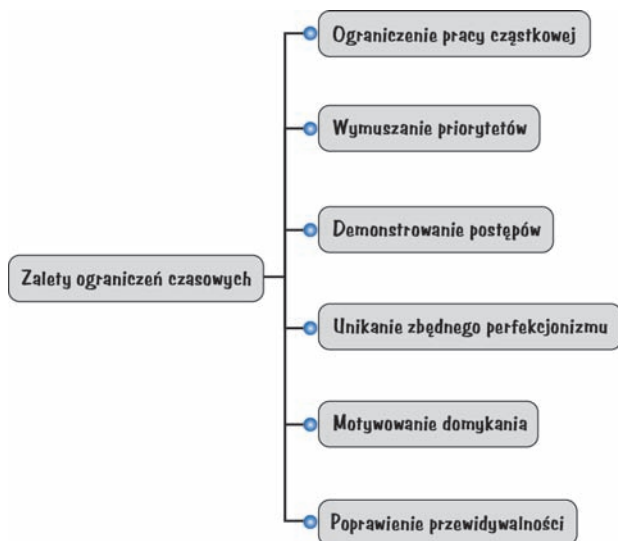 Ograniczenie pracy cząstkowej
Wymuszanie priorytetów
Demonstrowanie postępów
Zalety ograniczeń czasowych
Unikanie zbędnego perfekcjonizmu
Motywowanie domykania
Poprawienie przewidywalności